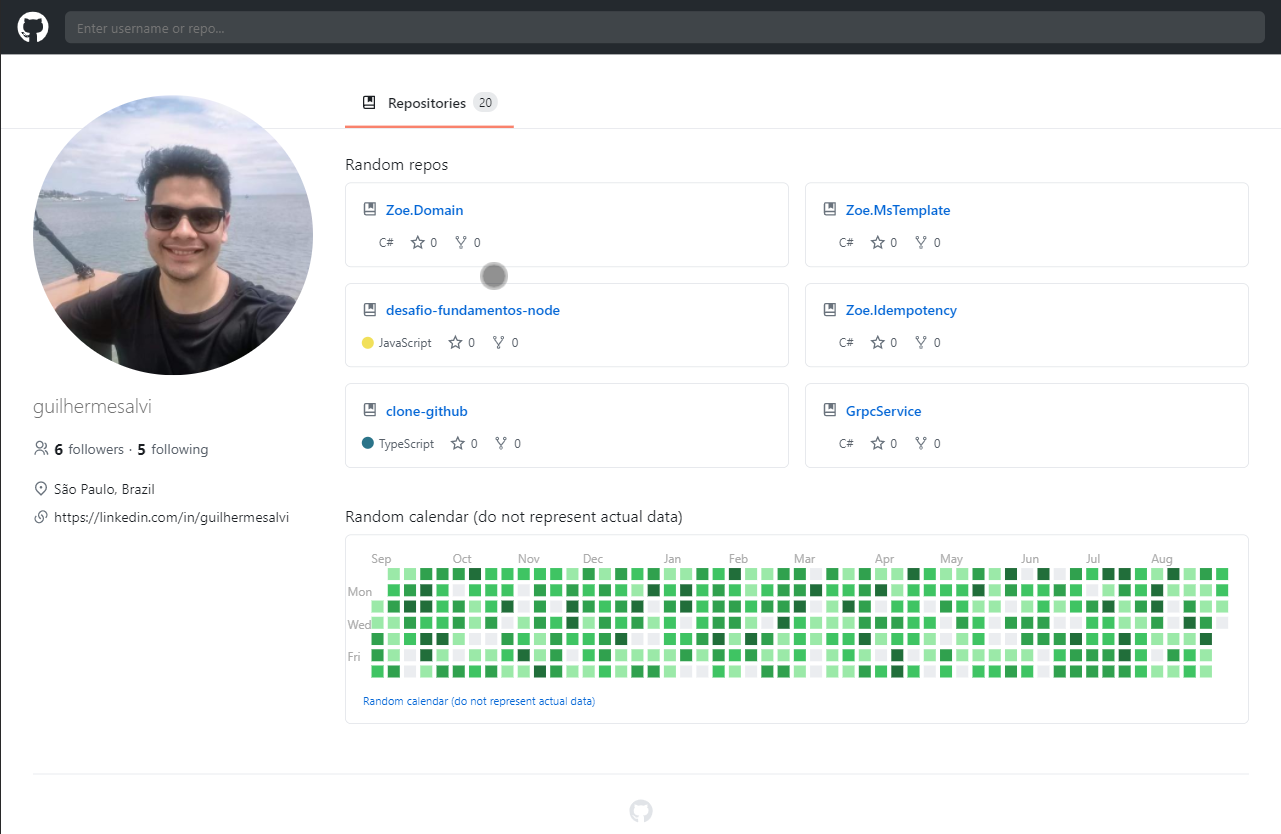 Enter username or repo...
Repositories 20
guilhermesalvi
6 followers · 5 following
São Paulo, Brazil
https://linkedin.com/in/guilhermesalvi
Random repos
Zoe.Domain
C# 0 0
Zoe.MsTemplate
C# 0 0
desafio-fundamentos-node
JavaScript 0 0
Zoe.Idempotency
C# 0 0
clone-github
TypeScript 0 0
GrpcService
C# 0 0
Random calendar (do not represent actual data)
Sep Oct Nov Dec Jan Feb Mar Apr May Jun Jul Aug
Mon
Wed
Fri
Random calendar (do not represent actual data)